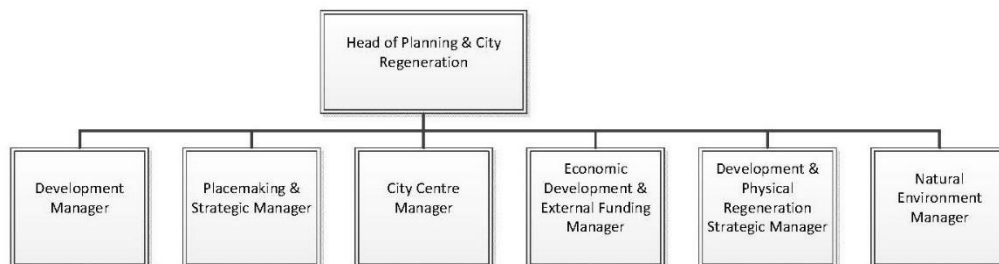 Head of Planning & City
Regeneration
Development
Manager
Placemaking &
Strategic Manager
City Centre
Manager
Economic
Development &
External Funding
Manager
Development &
Physical
Regeneration
Strategic Manager
Natural
Environment
Manager